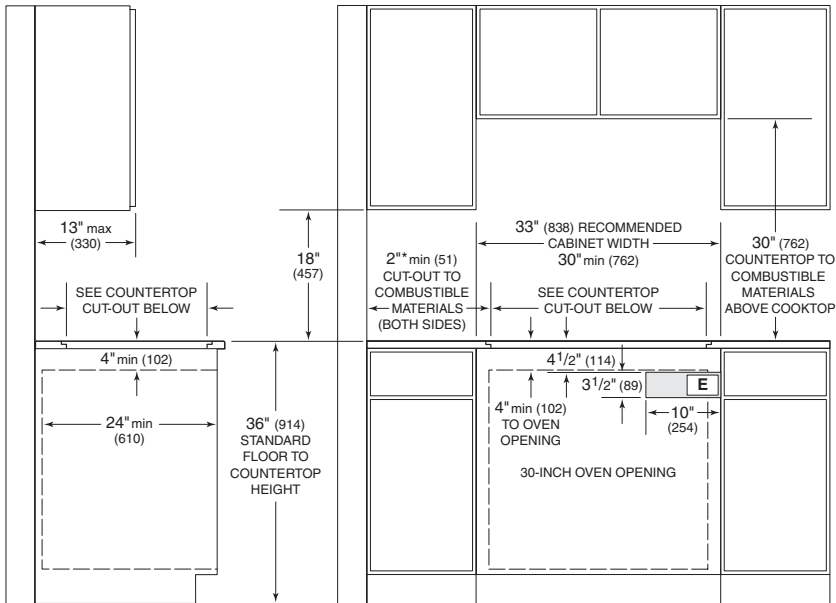 13" max
(330)
18"
(457)
33" (838) RECOMMENDED
CABINET WIDTH
30" min (762)
2"* min (51)
CUT-OUT TO
COMBUSTIBLE
MATERIALS
(BOTH SIDES)
30" (762)
COUNTERTOP TO
COMBUSTIBLE
MATERIALS
ABOVE COOKTOP
SEE COUNTERTOP
CUT-OUT BELOW
SEE COUNTERTOP
CUT-OUT BELOW
4" min (102)
24" min
(610)
36" (914)
STANDARD
FLOOR TO
COUNTERTOP
HEIGHT
4 1/2" (114)
3 1/2" (89)
E
4" min (102)
TO OVEN
OPENING
10"
(254)
30-INCH OVEN OPENING